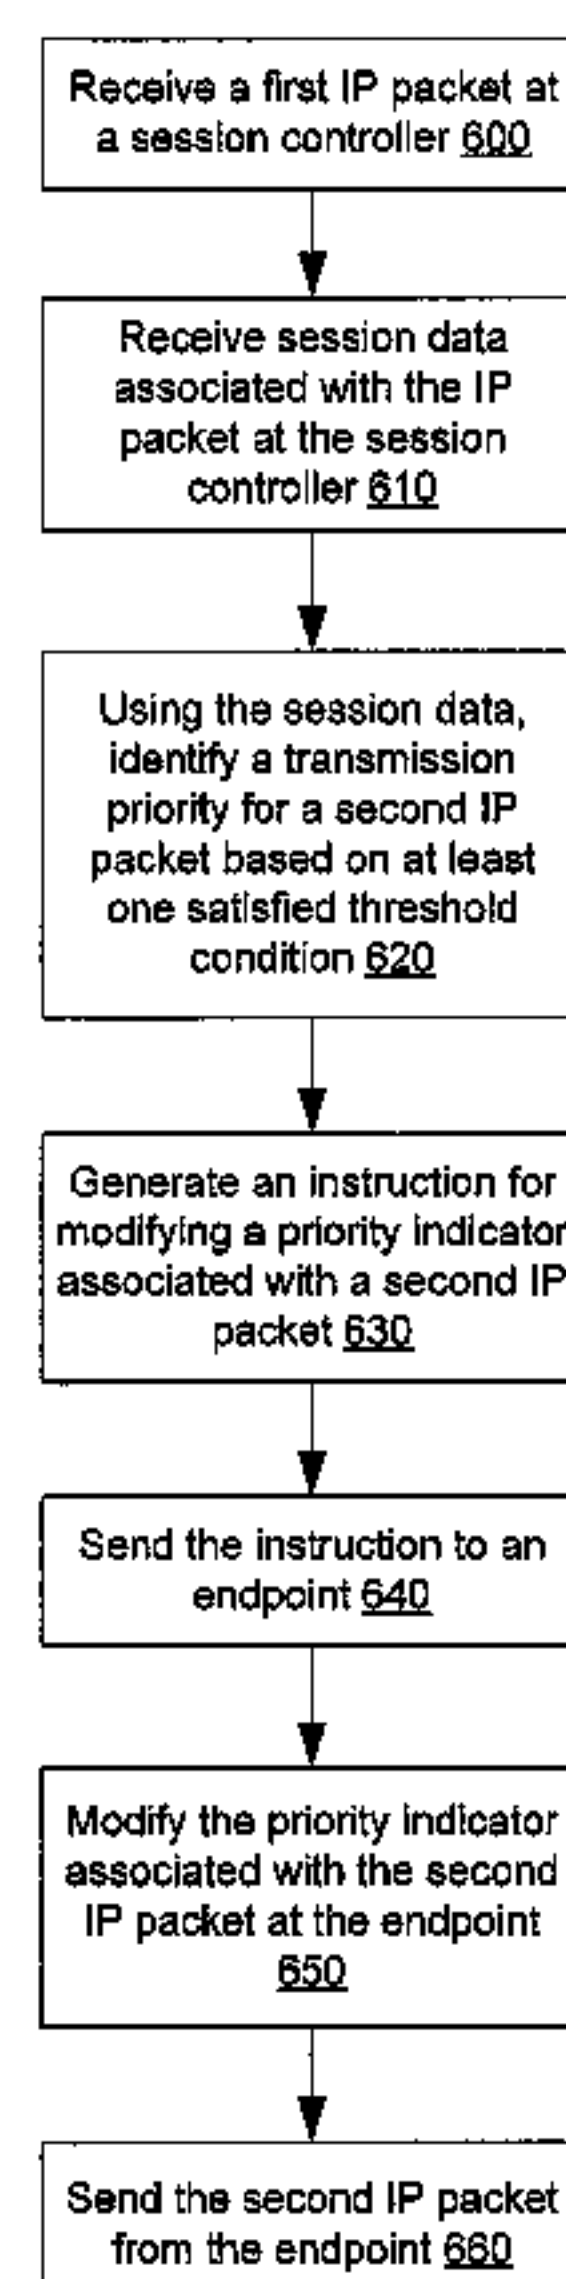 Receive a first IP packet at
a session controller 600
Receive session data
associated with the IP
packet at the session
controller 610
Using the session data,
identify a transmission
priority for a second IP
packet based on at least
one satisfied threshold
condition 620
Generate an instruction for
modifying a priority indicator
associated with a second IP
packet 630
Send the instruction to an
endpoint 640
Modify the priority indicator
associated with the second
IP packet at the endpoint
650
Send the second IP packet
from the endpoint 660